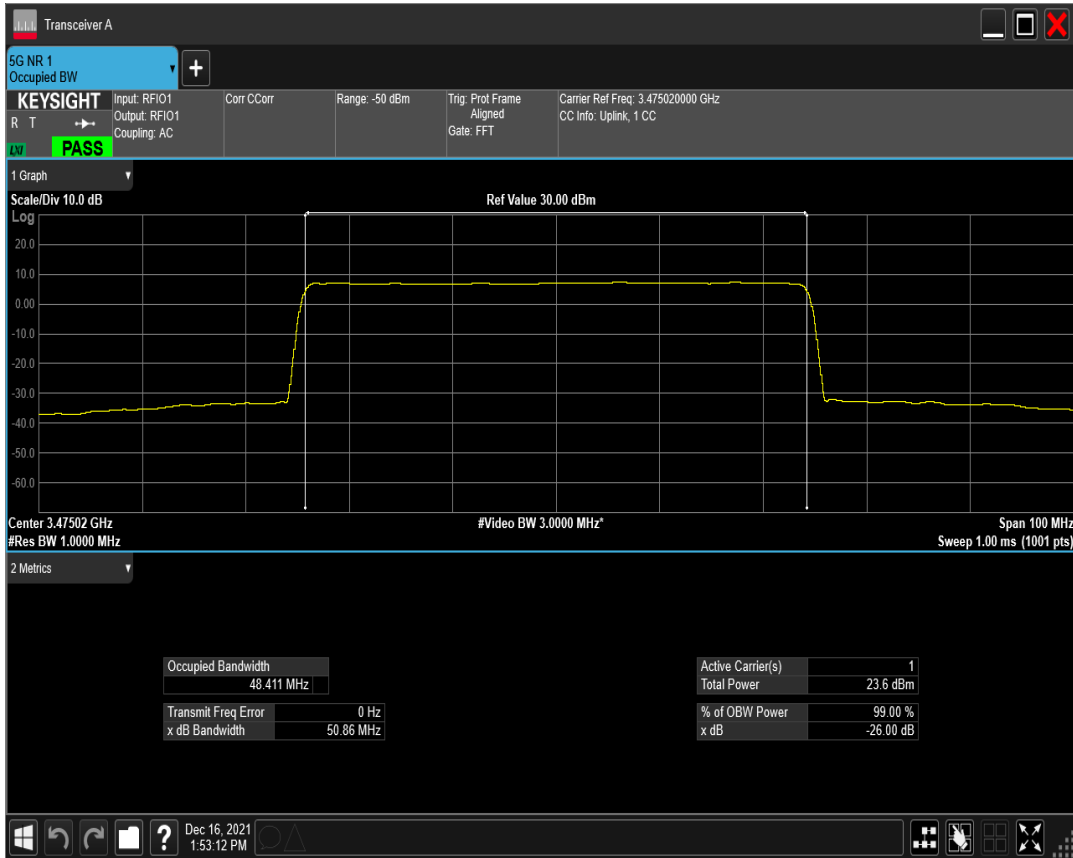 Transceiver A
5G NR 1
Occupied BW
+
KEYSIGHT
R T
LXI
PASS
Input: RFIO1
Output: RFIO1
Coupling: AC
Corr CCorr
Range: -50 dBm
Trig: Prot Frame
Aligned
Gate: FFT
Carrier Ref Freq: 3.475020000 GHz
CC Info: Uplink, 1 CC
1 Graph
Scale/Div 10.0 dB
Ref Value 30.00 dBm
Log
20.0
10.0
0.00
-10.0
-20.0
-30.0
-40.0
-50.0
-60.0
Center 3.47502 GHz
#Video BW 3.0000 MHz*
Span 100 MHz
#Res BW 1.0000 MHz
Sweep 1.00 ms (1001 pts)
2 Metrics
Occupied Bandwidth
48.411 MHz
Transmit Freq Error 0 Hz
x dB Bandwidth 50.86 MHz
Active Carrier(s) 1
Total Power 23.6 dBm
% of OBW Power 99.00 %
x dB -26.00 dB
?
Dec 16, 2021
1:53:12 PM